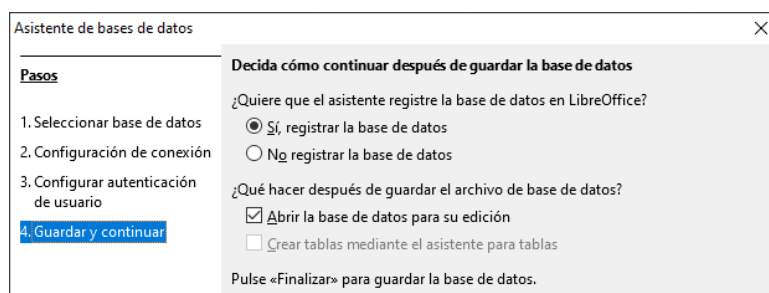 Asistente de bases de datos
Pasos
1. Seleccionar base de datos
2. Configuración de conexión
3. Configurar autenticación
de usuario
4. Guardar y continuar
Decida cómo continuar después de guardar la base de datos
¿Quiere que el asistente registre la base de datos en LibreOffice?
Sí, registrar la base de datos
No registrar la base de datos
¿Qué hacer después de guardar el archivo de base de datos?
Abrir la base de datos para su edición
Crear tablas mediante el asistente para tablas
Pulse «Finalizar» para guardar la base de datos.